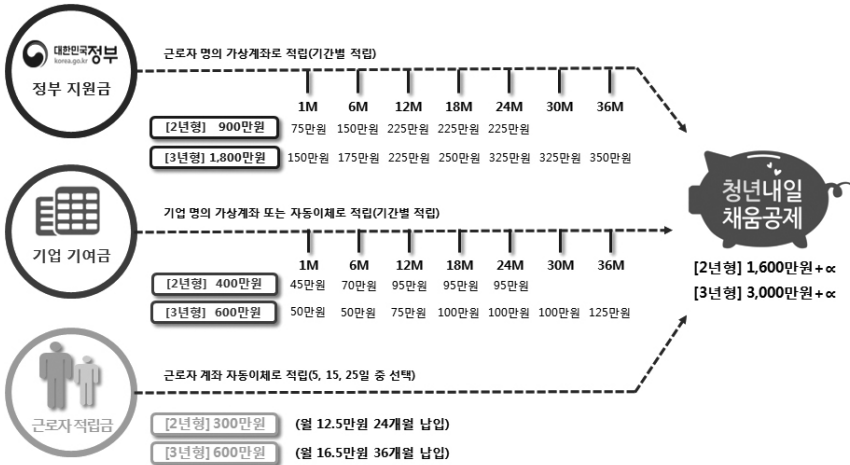 대한민국정부
korea.go.kr
정부 지원금
근로자 명의 가상계좌로 적립(기간별 적립)
1M 6M 12M 18M 24M 30M 36M
[2년형] 900만원 75만원 150만원 225만원 225만원 225만원
[3년형] 1,800만원 150만원 175만원 225만원 250만원 325만원 325만원 350만원
기업 기여금
기업 명의 가상계좌 또는 자동이체로 적립(기간별 적립)
1M 6M 12M 18M 24M 30M 36M
[2년형] 400만원 45만원 70만원 95만원 95만원 95만원
[3년형] 600만원 50만원 50만원 75만원 100만원 100만원 100만원 125만원
근로자 적립금
근로자 계좌 자동이체로 적립(5, 15, 25일 중 선택)
[2년형] 300만원 (월 12.5만원 24개월 납입)
[3년형] 600만원 (월 16.5만원 36개월 납입)
청년내일
채움공제
[2년형] 1,600만원+∝
[3년형] 3,000만원+∝